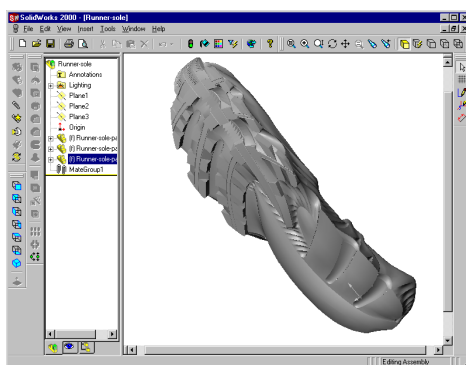 SolidWorks 2000 - [Runner-sole]
File Edit View Insert Tools Window Help
Runner-sole
Annotations
Lighting
Plane1
Plane2
Plane3
Origin
(f) Runner-sole-pa
(f) Runner-sole-pa
(f) Runner-sole-pa
MateGroup1
Editing Assembly